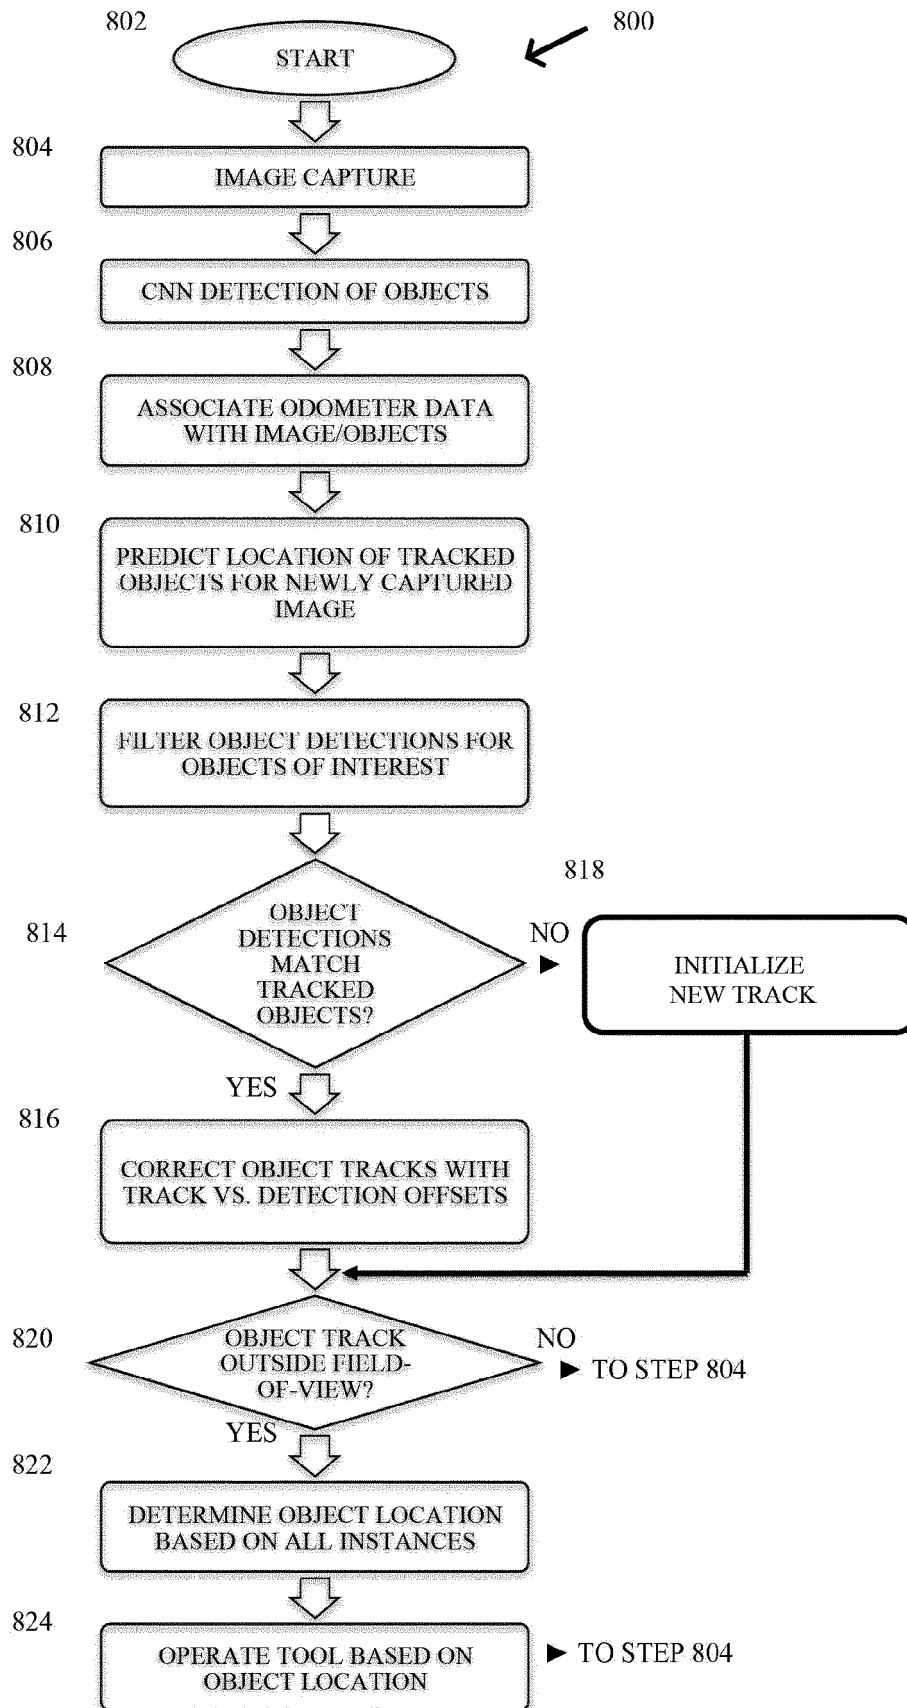 802
800
START
804
IMAGE CAPTURE
806
CNN DETECTION OF OBJECTS
808
ASSOCIATE ODOMETER DATA
WITH IMAGE/OBJECTS
810
PREDICT LOCATION OF TRACKED
OBJECTS FOR NEWLY CAPTURED
IMAGE
812
FILTER OBJECT DETECTIONS FOR
OBJECTS OF INTEREST
814
OBJECT
DETECTIONS
MATCH
TRACKED
OBJECTS?
NO
818
INITIALIZE
NEW TRACK
YES
816
CORRECT OBJECT TRACKS WITH
TRACK VS. DETECTION OFFSETS
820
OBJECT TRACK
OUTSIDE FIELD-
OF-VIEW?
NO
TO STEP 804
YES
822
DETERMINE OBJECT LOCATION
BASED ON ALL INSTANCES
824
OPERATE TOOL BASED ON
OBJECT LOCATION
TO STEP 804